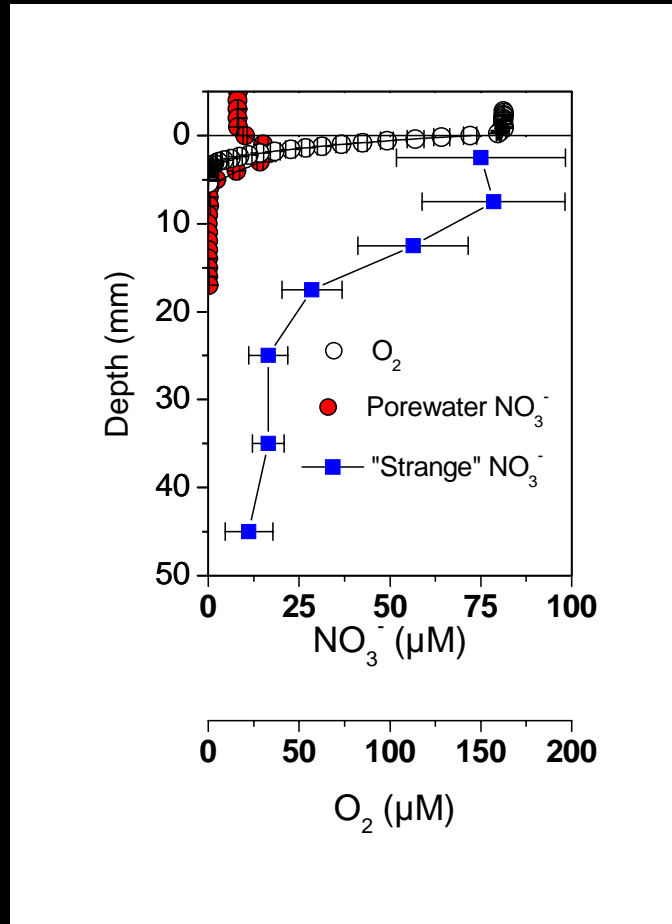 0
10
20
30
40
50
Depth (mm)
O₂
Porewater NO₃⁻
"Strange" NO₃⁻
0 25 50 75 100
NO₃⁻ (µM)
0 50 100 150 200
O₂ (µM)